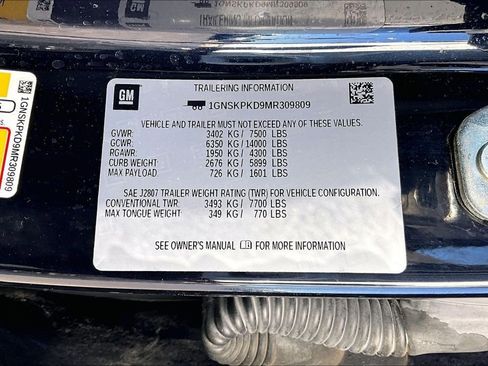 TRAILERING INFORMATION
GM
1GNSKPKD9MR309809
VEHICLE AND TRAILER MUST NOT EXCEED ANY OF THESE VALUES.
GVWR: 3402 KG / 7500 LBS
GCWR: 6350 KG / 14000 LBS
RGAWR: 1950 KG / 4300 LBS
CURB WEIGHT: 2676 KG / 5899 LBS
MAX PAYLOAD: 726 KG / 1601 LBS
SAE J2807 TRAILER WEIGHT RATING (TWR) FOR VEHICLE CONFIGURATION.
CONVENTIONAL TWR: 3493 KG / 7700 LBS
MAX TONGUE WEIGHT: 349 KG / 770 LBS
SEE OWNER'S MANUAL FOR MORE INFORMATION
1GNSKPKD9MR309809